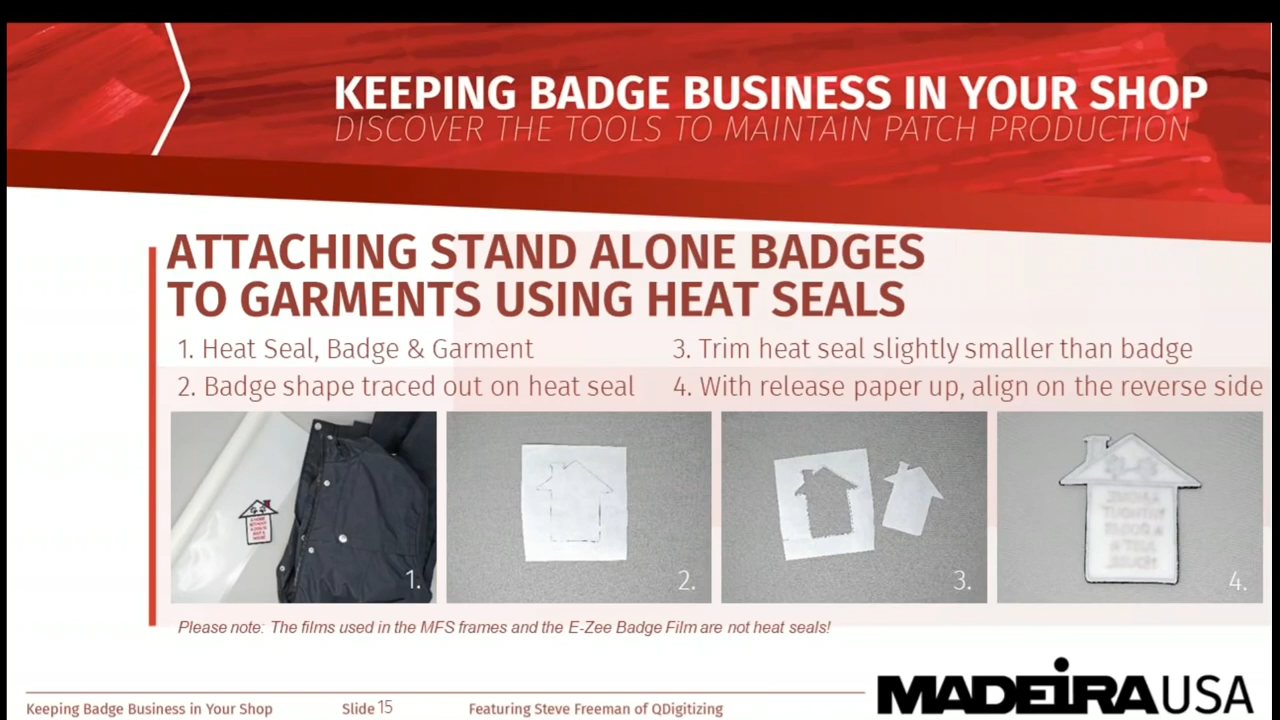 KEEPING BADGE BUSINESS IN YOUR SHOP
DISCOVER THE TOOLS TO MAINTAIN PATCH PRODUCTION
ATTACHING STAND ALONE BADGES
TO GARMENTS USING HEAT SEALS
1. Heat Seal, Badge & Garment
2. Badge shape traced out on heat seal
3. Trim heat seal slightly smaller than badge
4. With release paper up, align on the reverse side
1.
2.
3.
4.
Please note: The films used in the MFS frames and the E-Zee Badge Film are not heat seals!
Keeping Badge Business in Your Shop
Slide 15
Featuring Steve Freeman of QDigitizing
MADEIRA USA